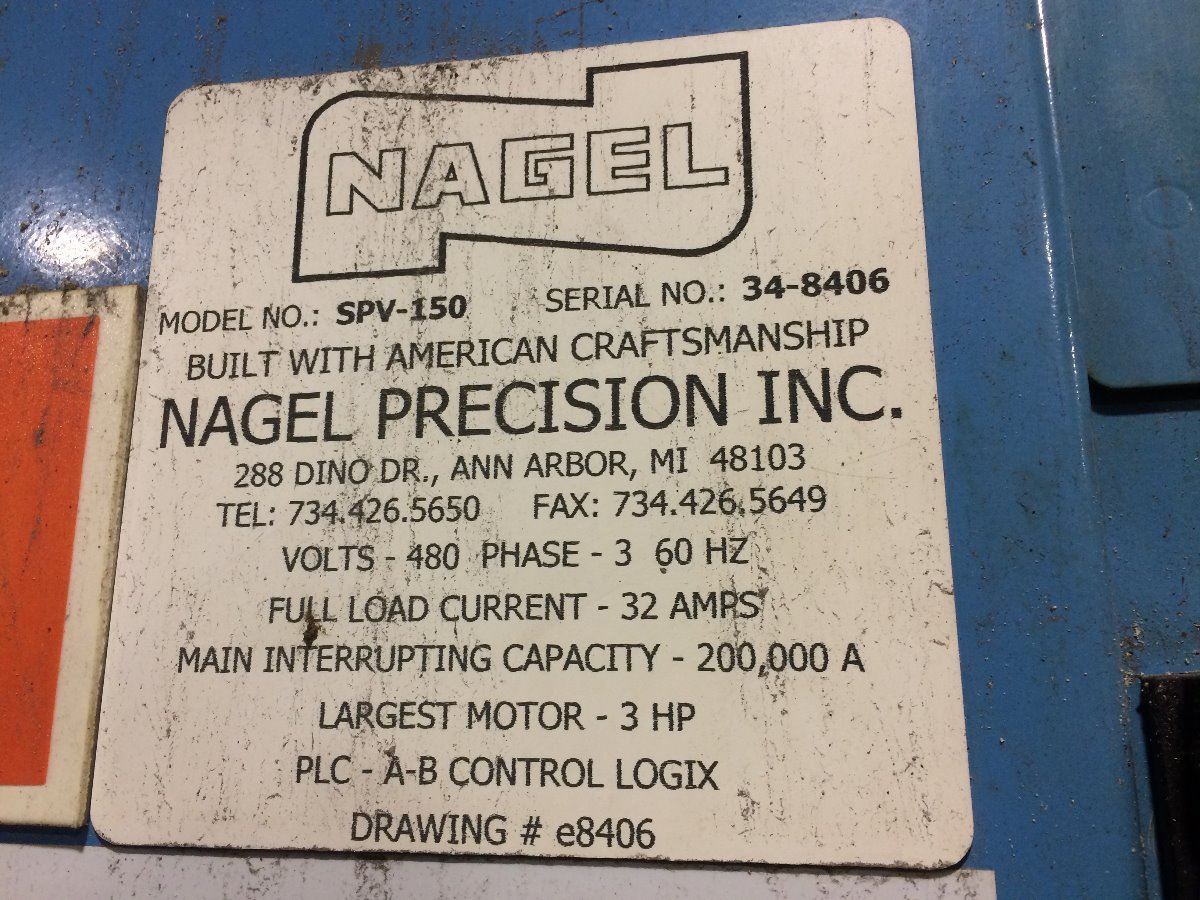 NAGEL
MODEL NO.: SPV-150 SERIAL NO.: 34-8406
BUILT WITH AMERICAN CRAFTSMANSHIP
NAGEL PRECISION INC.
288 DINO DR., ANN ARBOR, MI 48103
TEL: 734.426.5650 FAX: 734.426.5649
VOLTS - 480 PHASE - 3 60 HZ
FULL LOAD CURRENT - 32 AMPS
MAIN INTERRUPTING CAPACITY - 200,000 A
LARGEST MOTOR - 3 HP
PLC - A-B CONTROL LOGIX
DRAWING # e8406